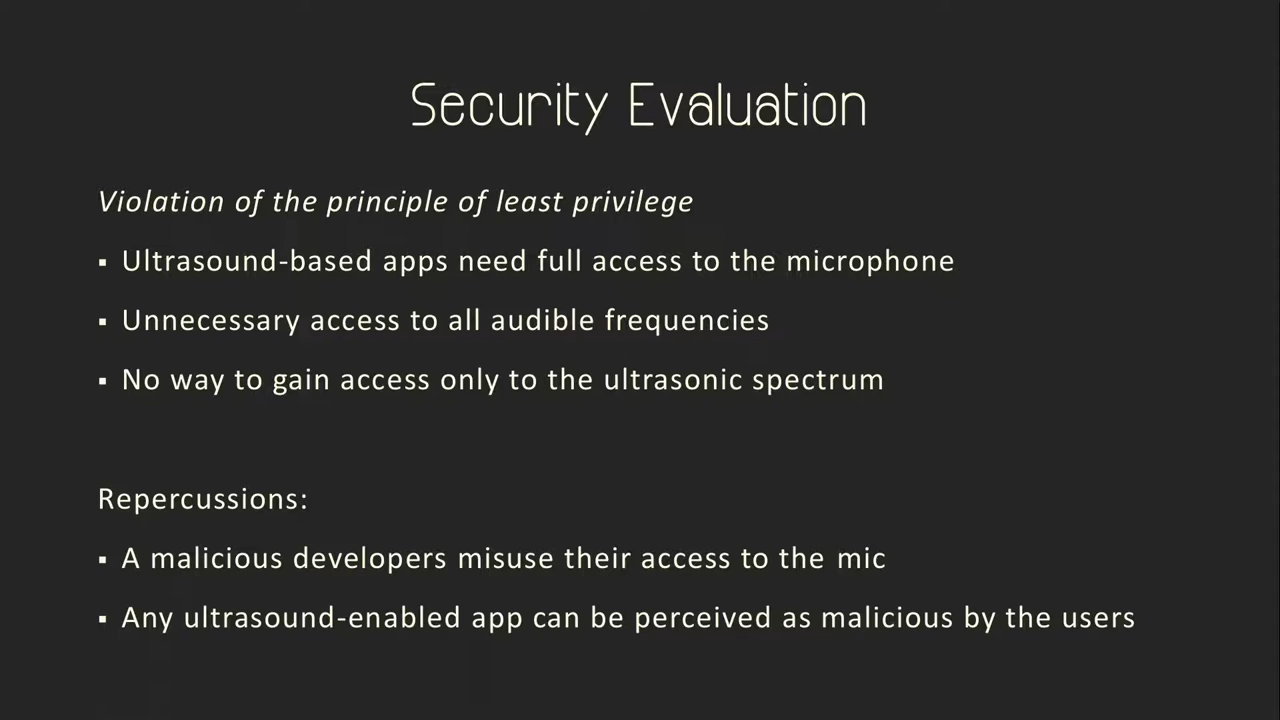 Security Evaluation
Violation of the principle of least privilege
▪ Ultrasound-based apps need full access to the microphone
▪ Unnecessary access to all audible frequencies
▪ No way to gain access only to the ultrasonic spectrum
Repercussions:
▪ A malicious developers misuse their access to the mic
▪ Any ultrasound-enabled app can be perceived as malicious by the users